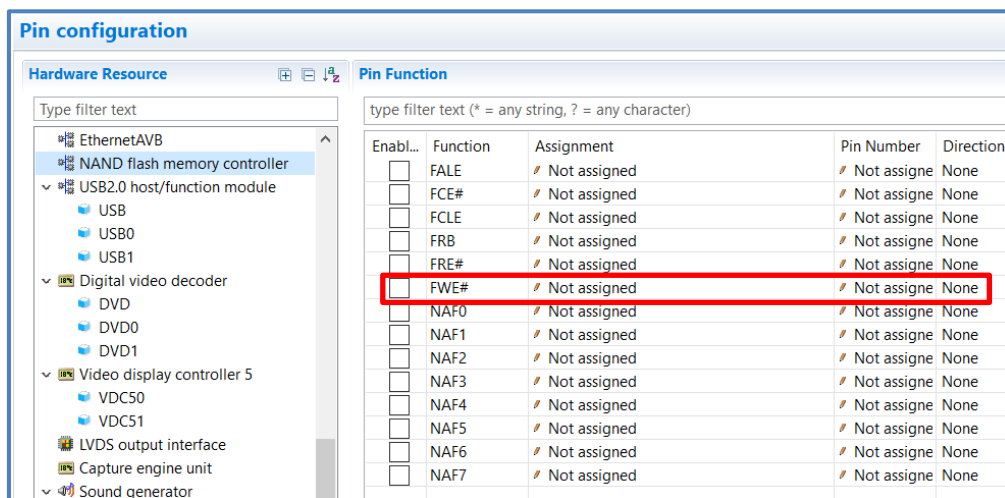 Pin configuration
Hardware Resource
Type filter text
EthernetAVB
NAND flash memory controller
USB2.0 host/function module
USB
USB0
USB1
Digital video decoder
DVD
DVD0
DVD1
Video display controller 5
VDC50
VDC51
LVDS output interface
Capture engine unit
Sound generator
Pin Function
type filter text (* = any string, ? = any character)
Enabl... Function Assignment Pin Number Direction
FALE Not assigned Not assigne None
FCE# Not assigned Not assigne None
FCLE Not assigned Not assigne None
FRB Not assigned Not assigne None
FRE# Not assigned Not assigne None
FWE# Not assigned Not assigne None
NAF0 Not assigned Not assigne None
NAF1 Not assigned Not assigne None
NAF2 Not assigned Not assigne None
NAF3 Not assigned Not assigne None
NAF4 Not assigned Not assigne None
NAF5 Not assigned Not assigne None
NAF6 Not assigned Not assigne None
NAF7 Not assigned Not assigne None